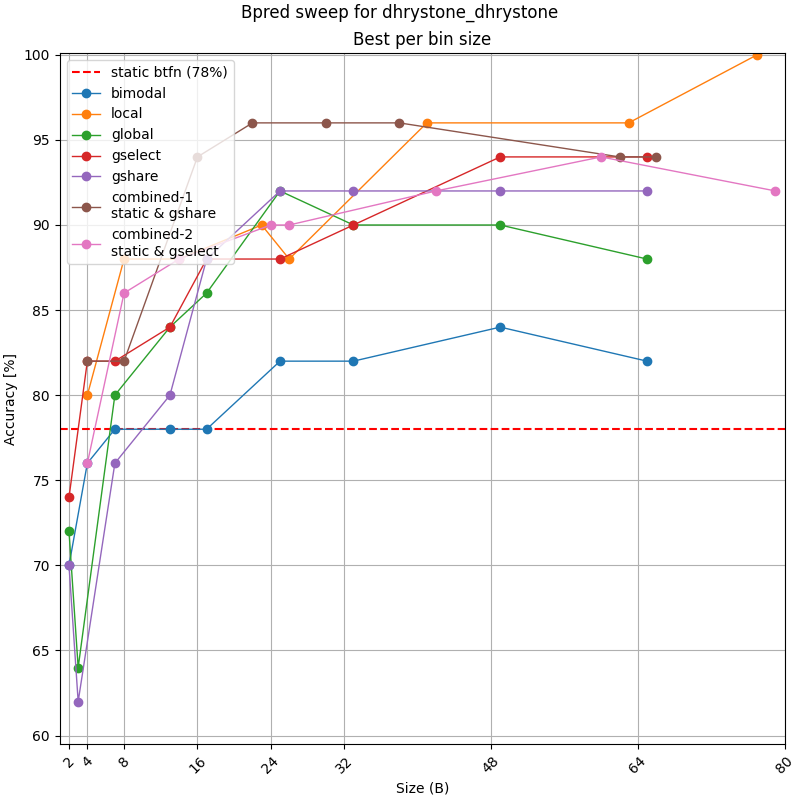 Bpred sweep for dhrystone_dhrystone
Best per bin size
static btfn (78%)
bimodal
local
global
gselect
gshare
combined-1
static & gshare
combined-2
static & gselect
100
95
90
85
80
75
70
65
60
Accuracy [%]
2 4 8 16 24 32 48 64 80
Size (B)